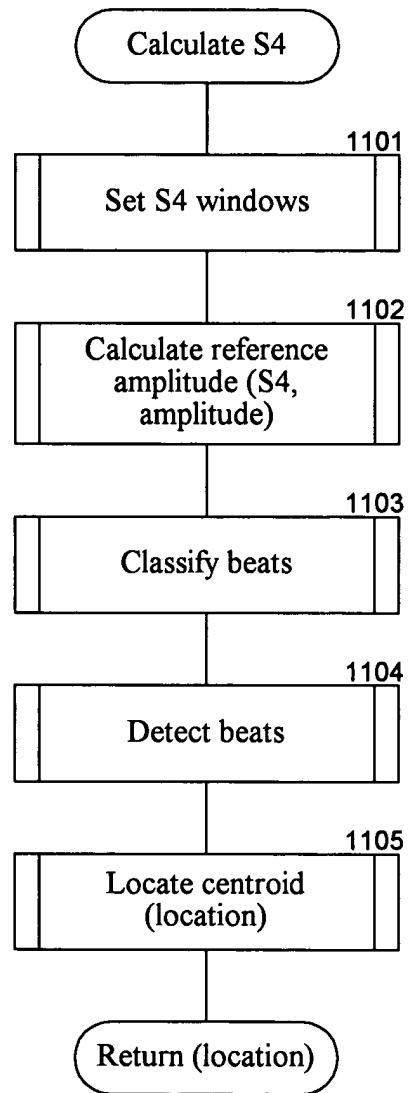 Calculate S4
1101
Set S4 windows
1102
Calculate reference
amplitude (S4,
amplitude)
1103
Classify beats
1104
Detect beats
1105
Locate centroid
(location)
Return (location)